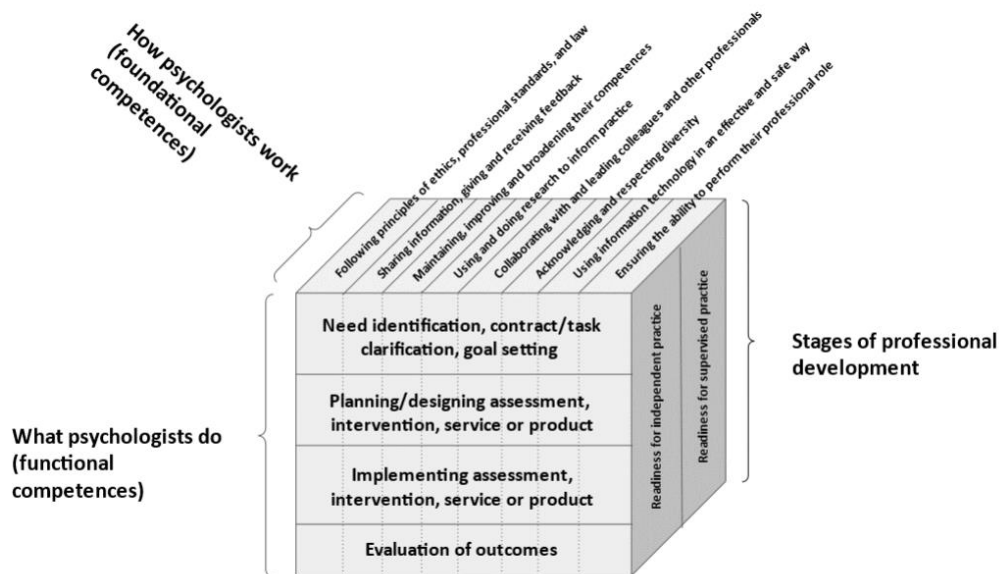 How psychologists work
(foundational
competences)
Following principles of ethics, professional standards, and law
Sharing information, giving and receiving feedback
Maintaining, improving and broadening their competences
Using and doing research to inform practice
Collaborating with and leading colleagues and other professionals
Acknowledging and respecting diversity
Using information technology in an effective and safe way
Ensuring the ability to perform their professional role
What psychologists do
(functional
competences)
Need identification, contract/task
clarification, goal setting
Planning/designing assessment,
intervention, service or product
Implementing assessment,
intervention, service or product
Evaluation of outcomes
Readiness for independent practice
Readiness for supervised practice
Stages of professional
development